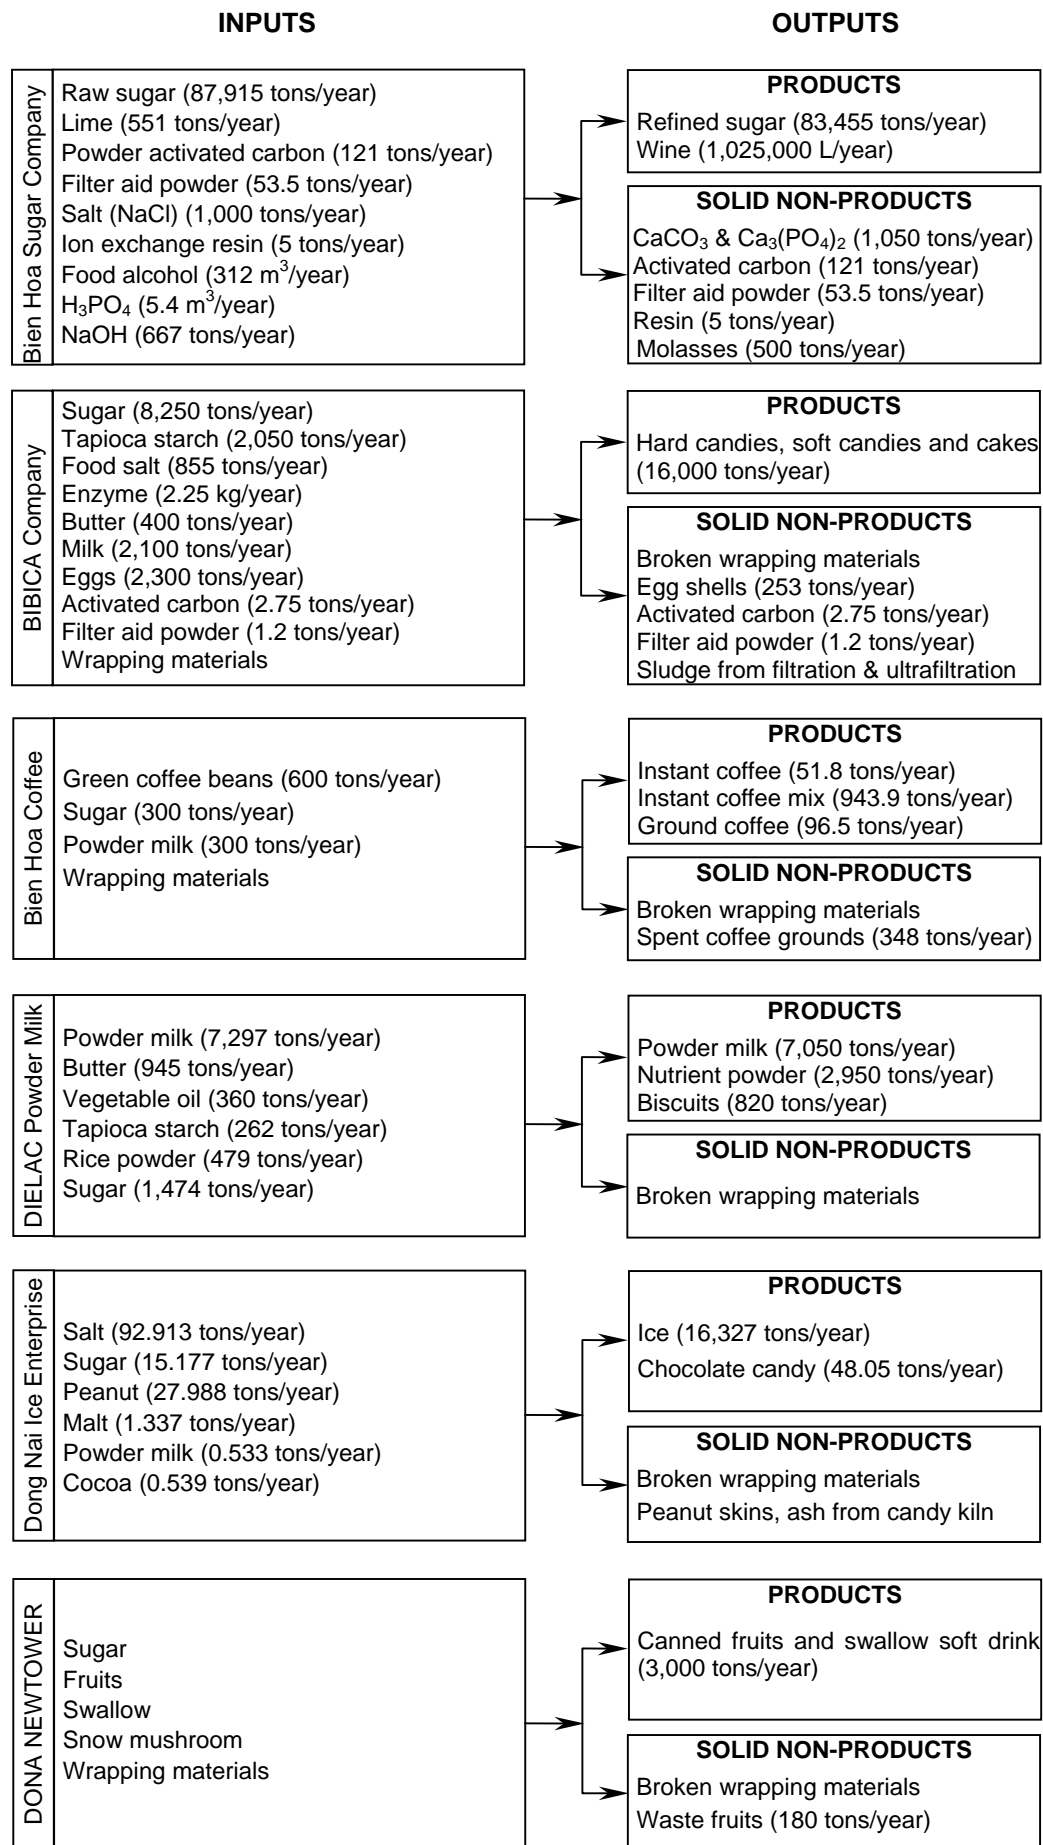 INPUTS
OUTPUTS
Bien Hoa Sugar Company
Raw sugar (87,915 tons/year)
Lime (551 tons/year)
Powder activated carbon (121 tons/year)
Filter aid powder (53.5 tons/year)
Salt (NaCl) (1,000 tons/year)
Ion exchange resin (5 tons/year)
Food alcohol (312 m³/year)
H₃PO₄ (5.4 m³/year)
NaOH (667 tons/year)
PRODUCTS
Refined sugar (83,455 tons/year)
Wine (1,025,000 L/year)
SOLID NON-PRODUCTS
CaCO₃ & Ca₃(PO₄)₂ (1,050 tons/year)
Activated carbon (121 tons/year)
Filter aid powder (53.5 tons/year)
Resin (5 tons/year)
Molasses (500 tons/year)
BIBICA Company
Sugar (8,250 tons/year)
Tapioca starch (2,050 tons/year)
Food salt (855 tons/year)
Enzyme (2.25 kg/year)
Butter (400 tons/year)
Milk (2,100 tons/year)
Eggs (2,300 tons/year)
Activated carbon (2.75 tons/year)
Filter aid powder (1.2 tons/year)
Wrapping materials
PRODUCTS
Hard candies, soft candies and cakes
(16,000 tons/year)
SOLID NON-PRODUCTS
Broken wrapping materials
Egg shells (253 tons/year)
Activated carbon (2.75 tons/year)
Filter aid powder (1.2 tons/year)
Sludge from filtration & ultrafiltration
Bien Hoa Coffee
Green coffee beans (600 tons/year)
Sugar (300 tons/year)
Powder milk (300 tons/year)
Wrapping materials
PRODUCTS
Instant coffee (51.8 tons/year)
Instant coffee mix (943.9 tons/year)
Ground coffee (96.5 tons/year)
SOLID NON-PRODUCTS
Broken wrapping materials
Spent coffee grounds (348 tons/year)
DIELAC Powder Milk
Powder milk (7,297 tons/year)
Butter (945 tons/year)
Vegetable oil (360 tons/year)
Tapioca starch (262 tons/year)
Rice powder (479 tons/year)
Sugar (1,474 tons/year)
PRODUCTS
Powder milk (7,050 tons/year)
Nutrient powder (2,950 tons/year)
Biscuits (820 tons/year)
SOLID NON-PRODUCTS
Broken wrapping materials
Dong Nai Ice Enterprise
Salt (92.913 tons/year)
Sugar (15.177 tons/year)
Peanut (27.988 tons/year)
Malt (1.337 tons/year)
Powder milk (0.533 tons/year)
Cocoa (0.539 tons/year)
PRODUCTS
Ice (16,327 tons/year)
Chocolate candy (48.05 tons/year)
SOLID NON-PRODUCTS
Broken wrapping materials
Peanut skins, ash from candy kiln
DONA NEWTOWER
Sugar
Fruits
Swallow
Snow mushroom
Wrapping materials
PRODUCTS
Canned fruits and swallow soft drink
(3,000 tons/year)
SOLID NON-PRODUCTS
Broken wrapping materials
Waste fruits (180 tons/year)